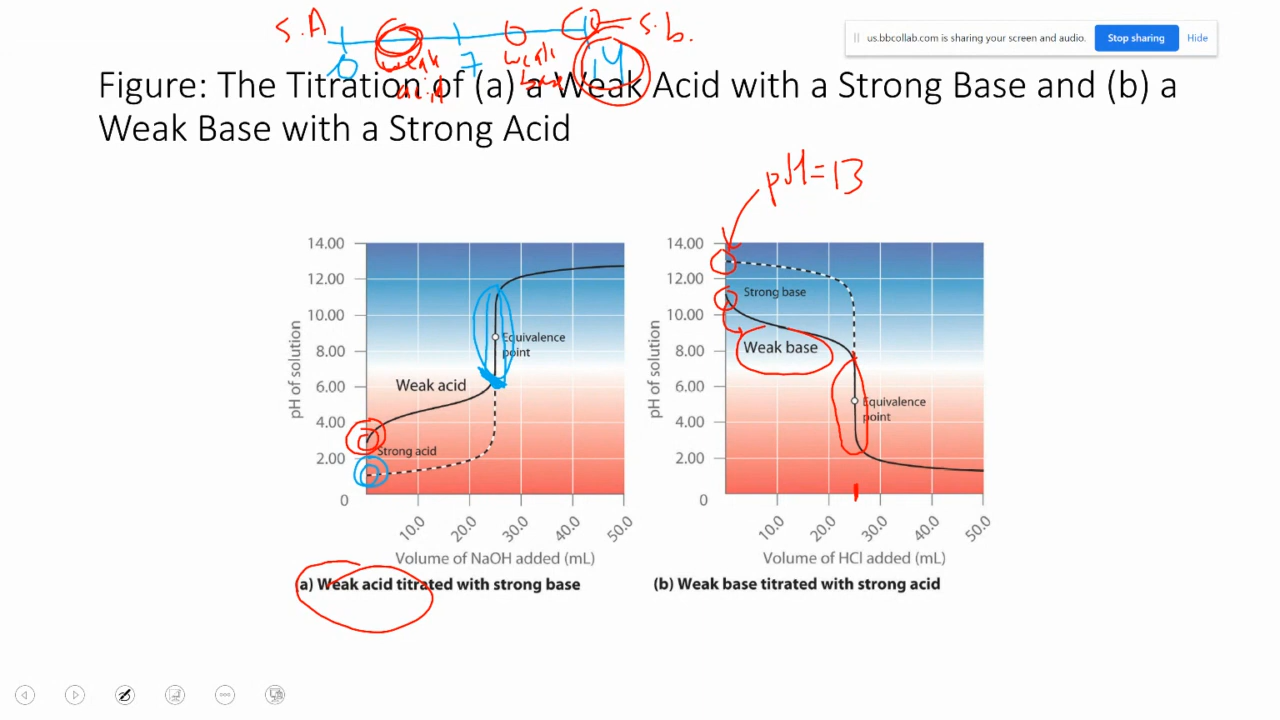 S.A
S.b.
0
weak
acid
7
weak
base
14
us.bbcollab.com is sharing your screen and audio.
Stop sharing
Hide
Figure: The Titration of (a) a Weak Acid with a Strong Base and (b) a
Weak Base with a Strong Acid
pH=13
14.00
12.00
10.00
8.00
6.00
4.00
2.00
0
pH of solution
Equivalence
point
Weak acid
Strong acid
10.0
20.0
30.0
40.0
50.0
Volume of NaOH added (mL)
(a) Weak acid titrated with strong base
14.00
12.00
10.00
8.00
6.00
4.00
2.00
0
pH of solution
Strong base
Weak base
Equivalence
point
10.0
20.0
30.0
40.0
50.0
Volume of HCl added (mL)
(b) Weak base titrated with strong acid